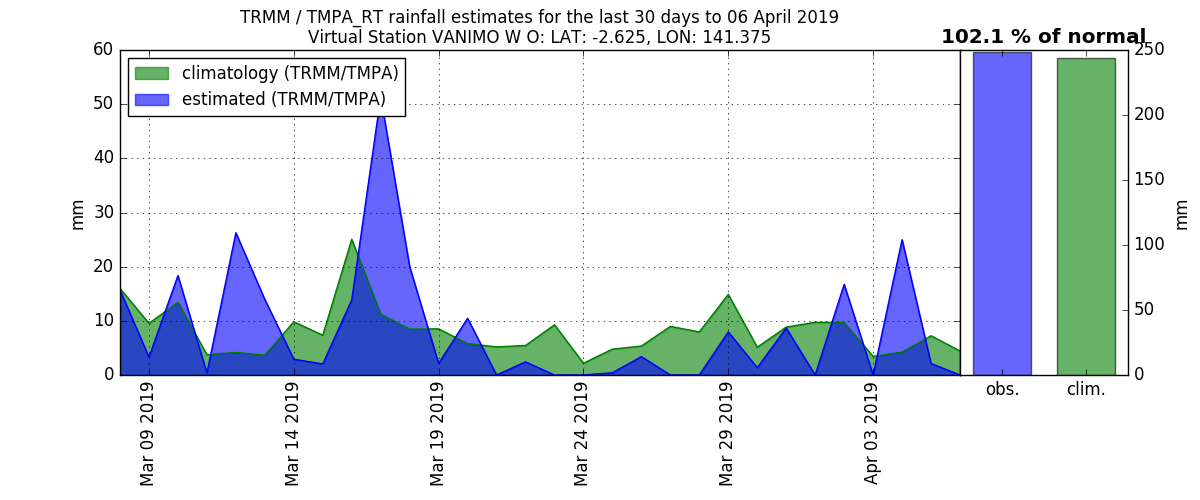 TRMM / TMPA_RT rainfall estimates for the last 30 days to 06 April 2019
Virtual Station VANIMO W O: LAT: -2.625, LON: 141.375
102.1 % of normal
climatology (TRMM/TMPA)
estimated (TRMM/TMPA)
60
50
40
30
20
10
0
mm
Mar 09 2019
Mar 14 2019
Mar 19 2019
Mar 24 2019
Mar 29 2019
Apr 03 2019
obs.
clim.
250
200
150
100
50
0
mm